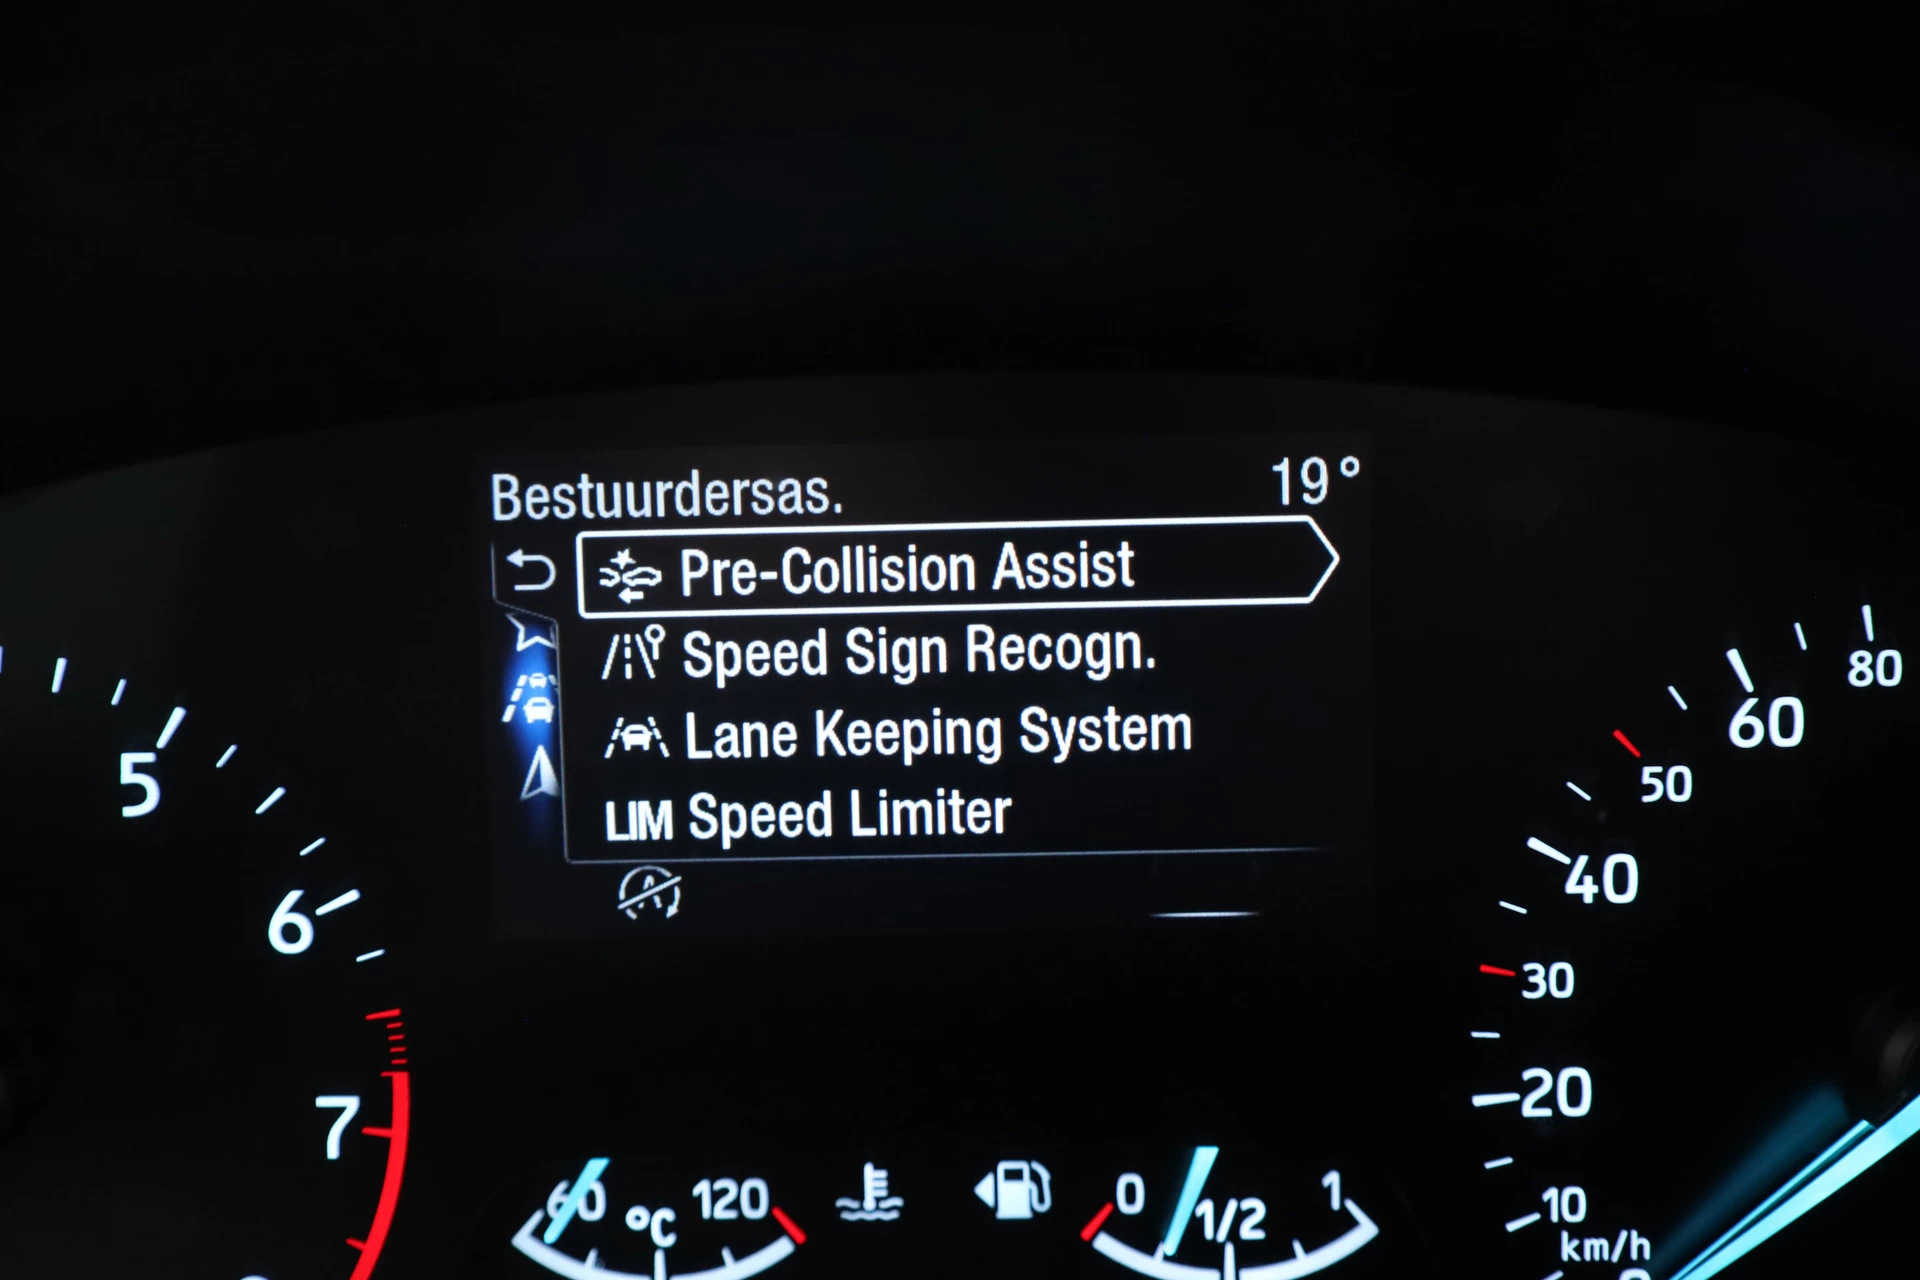 Bestuurdersas. 19°
Pre-Collision Assist
Speed Sign Recogn.
Lane Keeping System
LIM Speed Limiter
A
5
6
7
80
60
50
40
30
20
10
km/h
0
60 °C 120
0 1/2 1